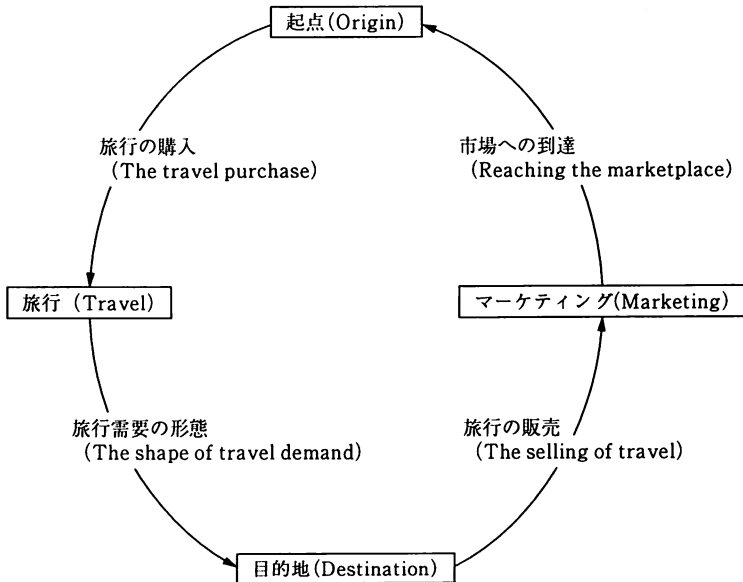 起点(Origin)
旅行の購入
(The travel purchase)
市場への到達
(Reaching the marketplace)
旅行 (Travel)
マーケティング(Marketing)
旅行需要の形態
(The shape of travel demand)
旅行の販売
(The selling of travel)
目的地(Destination)